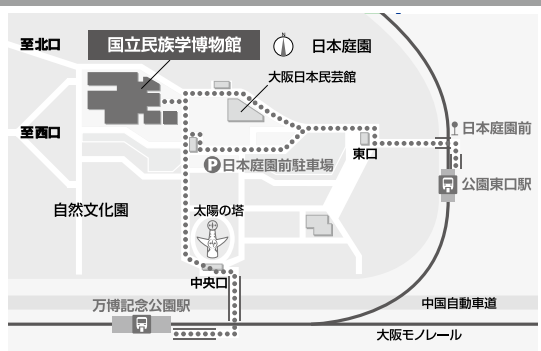 至北口
国立民族学博物館
日本庭園
大阪日本民芸館
至西口
日本庭園前
東口
P日本庭園前駐車場
公園東口駅
自然文化園
太陽の塔
中央口
万博記念公園駅
中国自動車道
大阪モノレール